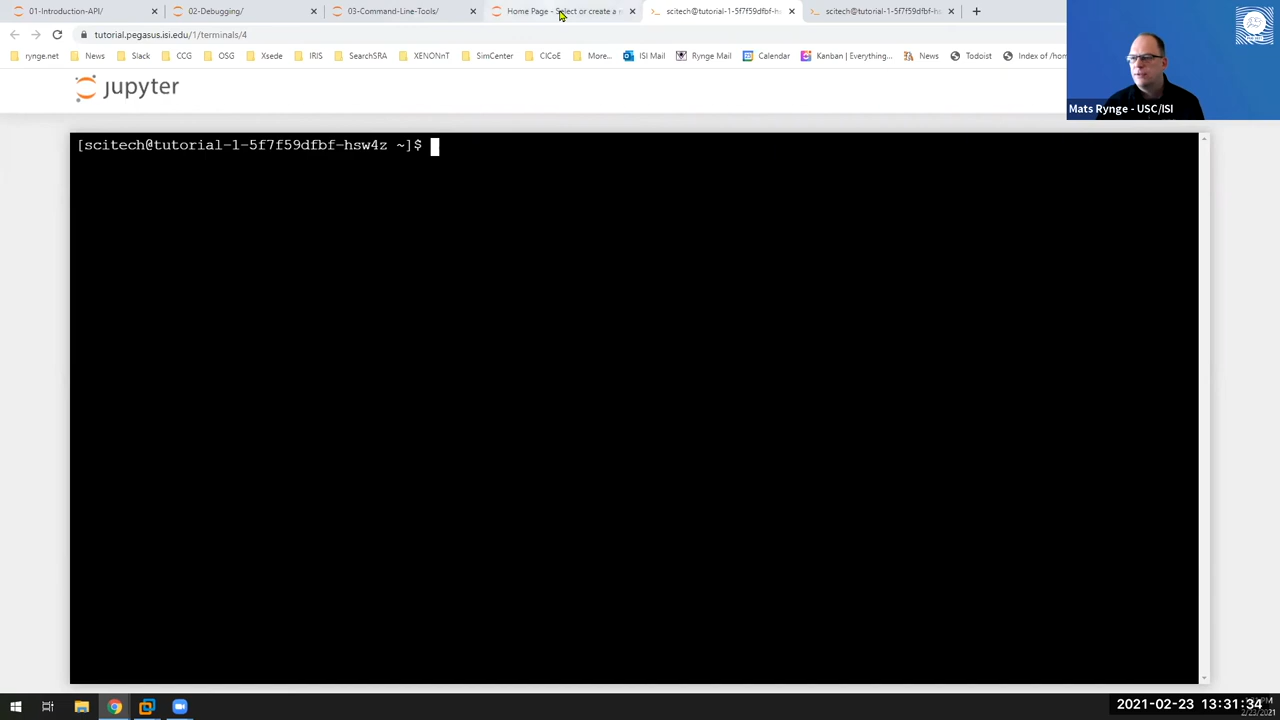 01-Introduction-API/
02-Debugging/
03-Command-Line-Tools/
Home Page - Select or create a n
scitech@tutorial-1-5f7f59dfbf-hs
scitech@tutorial-1-5f7f59dfbf-hs
tutorial.pegasus.isi.edu/1/terminals/4
rynge.net
News
Slack
CCG
OSG
Xsede
IRIS
SearchSRA
XENONnT
SimCenter
CICoE
More...
ISI Mail
Rynge Mail
Calendar
Kanban | Everything...
News
Todoist
Index of /hom
Mats Rynge - USC/ISI
jupyter
[scitech@tutorial-1-5f7f59dfbf-hsw4z ~]$
2021-02-23 13:31:34